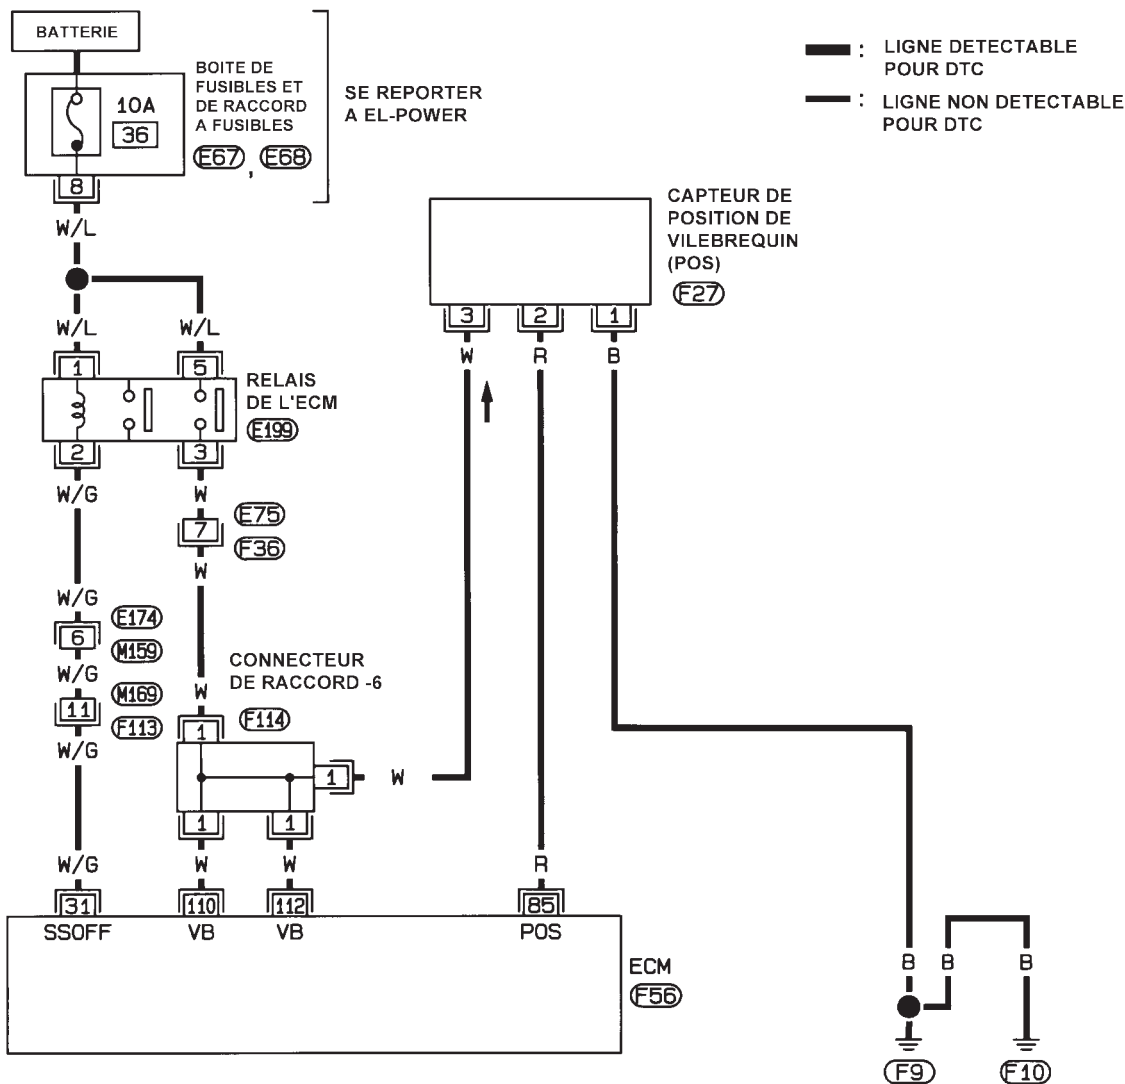 BATTERIE
10A
36
8
BOITE DE
FUSIBLES ET
DE RACCORD
A FUSIBLES
E67 , E68
SE REPORTER
A EL-POWER
: LIGNE DETECTABLE
POUR DTC
: LIGNE NON DETECTABLE
POUR DTC
W/L
W/L W/L
1 5
RELAIS
DE L'ECM
E199
2 3
W/G W
7
E75
F36
W
W/G
6
E174
M159
W/G
11
M169
F113
W/G
W
CONNECTEUR
DE RACCORD -6
F114
1
1 W
1 1
W/G W W
31 110 112
SSOFF VB VB
CAPTEUR DE
POSITION DE
VILEBREQUIN
(POS)
F27
3 2 1
W R B
R
85
POS
ECM
F56
B B B
F9 F10